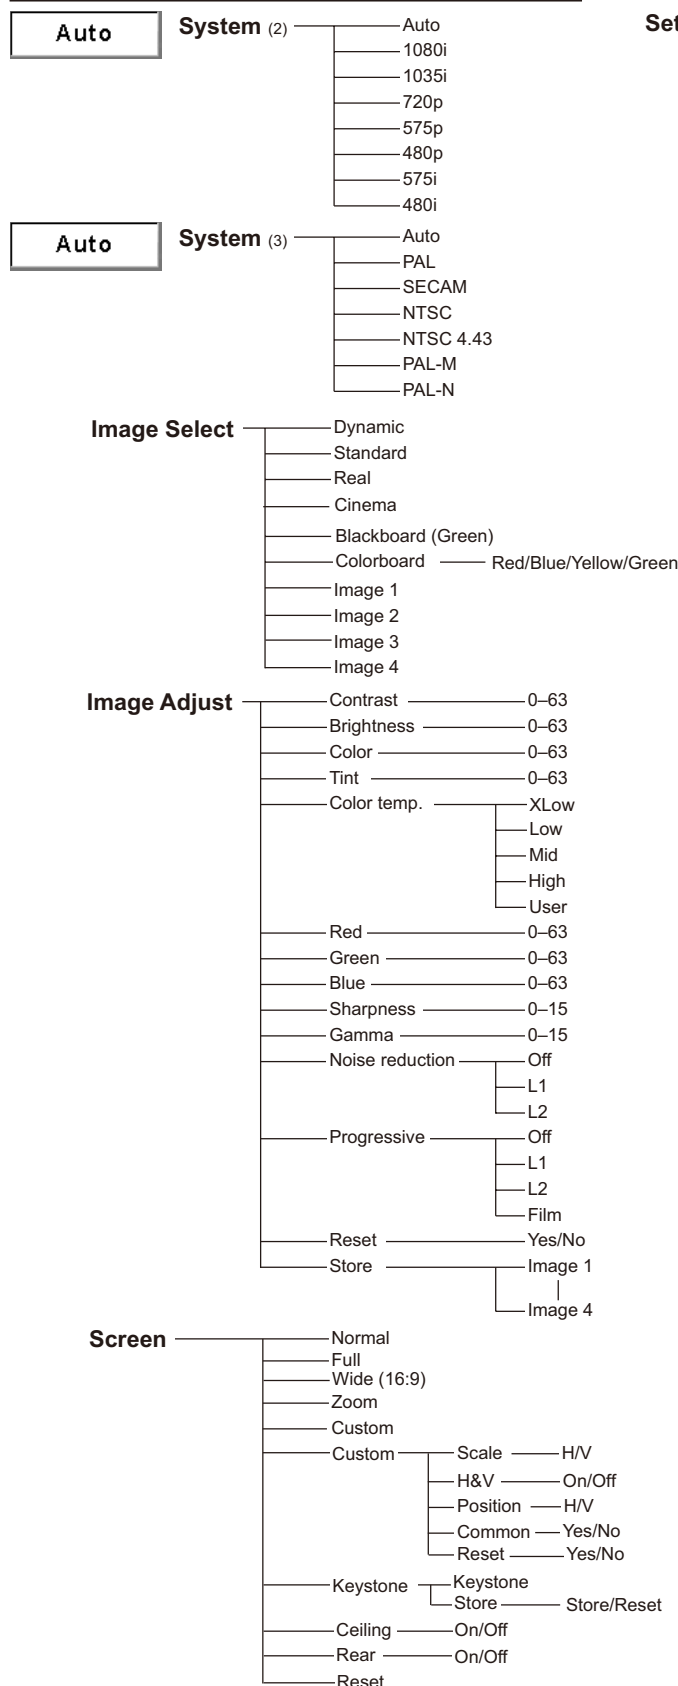 Auto System (2) Auto
1080i
1035i
720p
575p
480p
575i
480i
Auto System (3) Auto
PAL
SECAM
NTSC
NTSC 4.43
PAL-M
PAL-N
Image Select Dynamic
Standard
Real
Cinema
Blackboard (Green)
Colorboard Red/Blue/Yellow/Green
Image 1
Image 2
Image 3
Image 4
Image Adjust Contrast 0–63
Brightness 0–63
Color 0–63
Tint 0–63
Color temp. XLow
Low
Mid
High
User
Red 0–63
Green 0–63
Blue 0–63
Sharpness 0–15
Gamma 0–15
Noise reduction Off
L1
L2
Progressive Off
L1
L2
Film
Reset Yes/No
Store Image 1
Image 4
Screen Normal
Full
Wide (16:9)
Zoom
Custom
Custom Scale H/V
H&V On/Off
Position H/V
Common Yes/No
Reset Yes/No
Keystone Keystone
Store Store/Reset
Ceiling On/Off
Rear On/Off
Reset